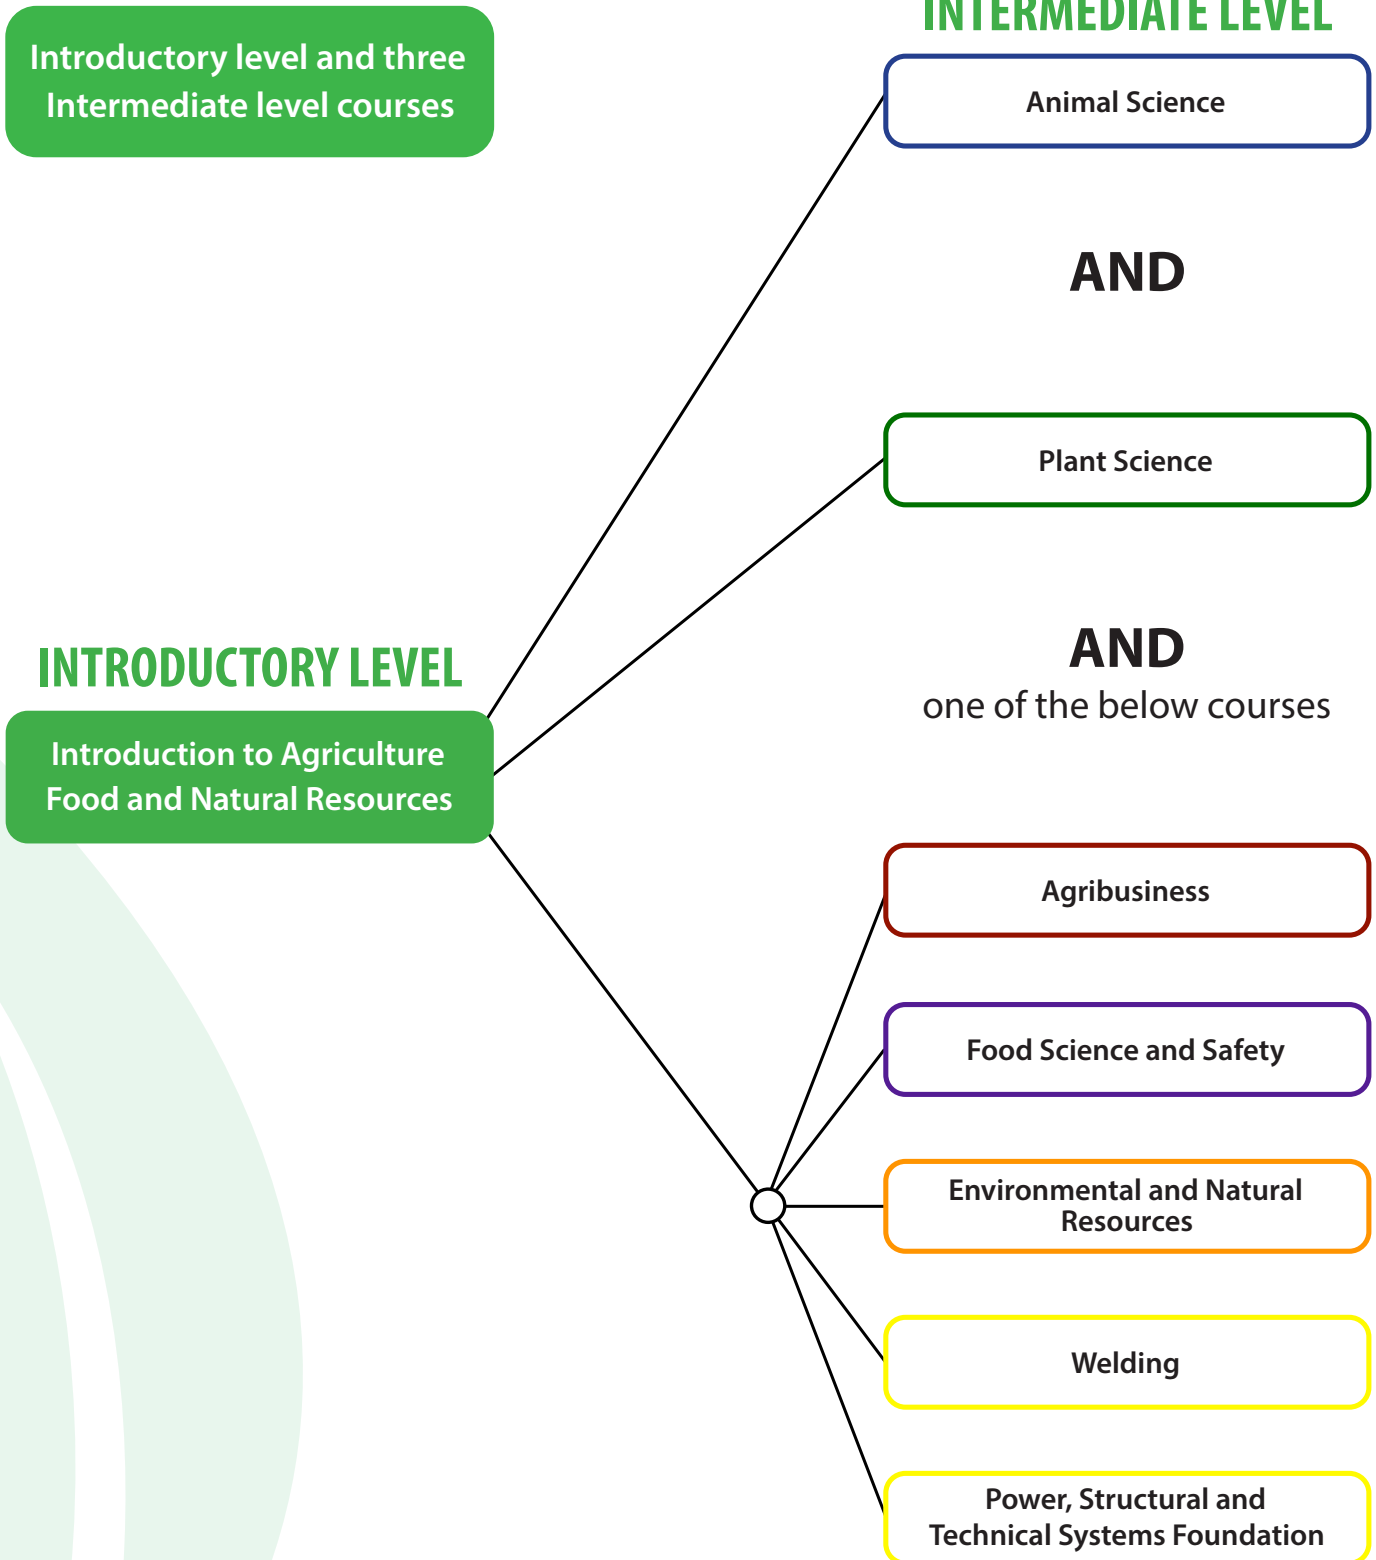 Introductory level and three
Intermediate level courses
INTRODUCTORY LEVEL
Introduction to Agriculture
Food and Natural Resources
INTERMEDIATE LEVEL
Animal Science
AND
Plant Science
AND
one of the below courses
Agribusiness
Food Science and Safety
Environmental and Natural
Resources
Welding
Power, Structural and
Technical Systems Foundation